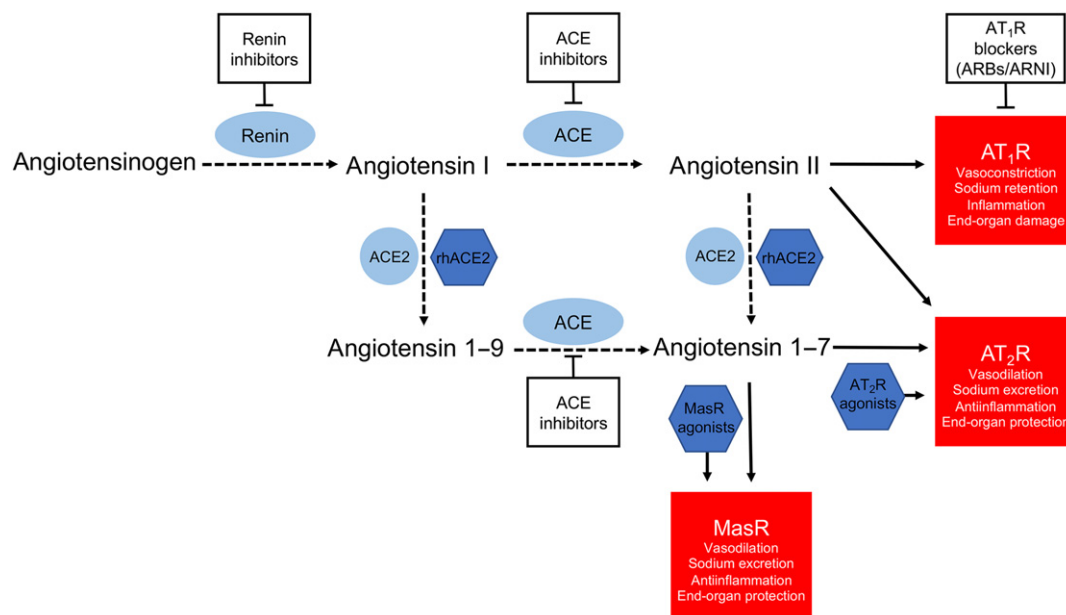 Renin
inhibitors
ACE
inhibitors
AT₁R
blockers
(ARBs/ARNI)
Renin
ACE
Angiotensinogen
Angiotensin I
Angiotensin II
AT₁R
Vasoconstriction
Sodium retention
Inflammation
End-organ damage
ACE2
rhACE2
ACE2
rhACE2
ACE
Angiotensin 1–9
Angiotensin 1–7
AT₂R
Vasodilation
Sodium excretion
Antiinflammation
End-organ protection
ACE
inhibitors
MasR
agonists
AT₂R
agonists
MasR
Vasodilation
Sodium excretion
Antiinflammation
End-organ protection